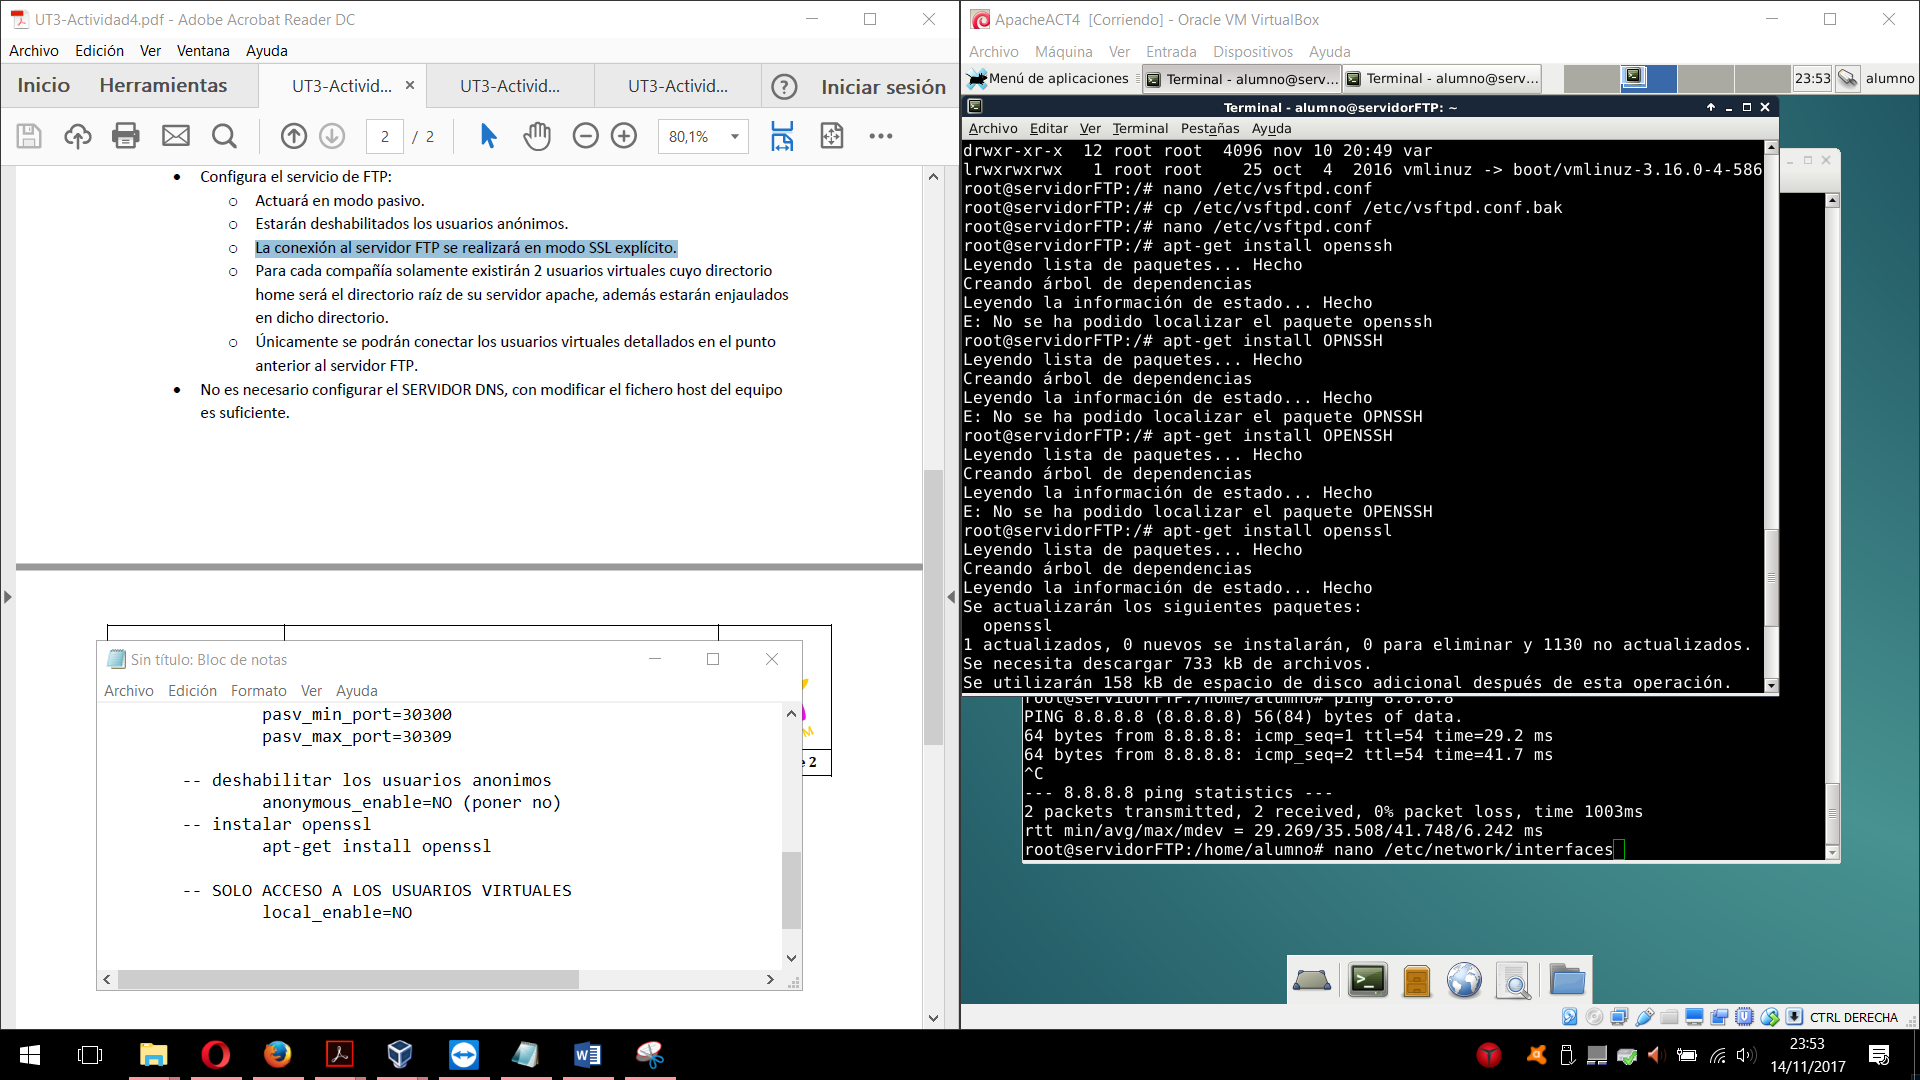 UT3-Actividad4.pdf - Adobe Acrobat Reader DC
Archivo Edición Ver Ventana Ayuda
Inicio Herramientas UT3-Activid... × UT3-Activid... UT3-Activid... ? Iniciar sesión
2 / 2 80,1%
• Configura el servicio de FTP:
o Actuará en modo pasivo.
o Estarán deshabilitados los usuarios anónimos.
o La conexión al servidor FTP se realizará en modo SSL explícito.
o Para cada compañía solamente existirán 2 usuarios virtuales cuyo directorio
home será el directorio raíz de su servidor apache, además estarán enjaulados
en dicho directorio.
o Únicamente se podrán conectar los usuarios virtuales detallados en el punto
anterior al servidor FTP.
• No es necesario configurar el SERVIDOR DNS, con modificar el fichero host del equipo
es suficiente.
2
Sin título: Bloc de notas
Archivo Edición Formato Ver Ayuda
pasv_min_port=30300
pasv_max_port=30309
-- deshabilitar los usuarios anonimos
anonymous_enable=NO (poner no)
-- instalar openssl
apt-get install openssl
-- SOLO ACCESO A LOS USUARIOS VIRTUALES
local_enable=NO
ApacheACT4 [Corriendo] - Oracle VM VirtualBox
Archivo Máquina Ver Entrada Dispositivos Ayuda
Menú de aplicaciones Terminal - alumno@serv... Terminal - alumno@serv... 23:53 alumno
Terminal - alumno@servidorFTP: ~
Archivo Editar Ver Terminal Pestañas Ayuda
drwxr-xr-x  12 root root  4096 nov 10 20:49 var
lrwxrwxrwx   1 root root    25 oct  4  2016 vmlinuz -> boot/vmlinuz-3.16.0-4-586
root@servidorFTP:/# nano /etc/vsftpd.conf
root@servidorFTP:/# cp /etc/vsftpd.conf /etc/vsftpd.conf.bak
root@servidorFTP:/# nano /etc/vsftpd.conf
root@servidorFTP:/# apt-get install openssh
Leyendo lista de paquetes... Hecho
Creando árbol de dependencias
Leyendo la información de estado... Hecho
E: No se ha podido localizar el paquete openssh
root@servidorFTP:/# apt-get install OPNSSH
Leyendo lista de paquetes... Hecho
Creando árbol de dependencias
Leyendo la información de estado... Hecho
E: No se ha podido localizar el paquete OPNSSH
root@servidorFTP:/# apt-get install OPENSSH
Leyendo lista de paquetes... Hecho
Creando árbol de dependencias
Leyendo la información de estado... Hecho
E: No se ha podido localizar el paquete OPENSSH
root@servidorFTP:/# apt-get install openssl
Leyendo lista de paquetes... Hecho
Creando árbol de dependencias
Leyendo la información de estado... Hecho
Se actualizarán los siguientes paquetes:
openssl
1 actualizados, 0 nuevos se instalarán, 0 para eliminar y 1130 no actualizados.
Se necesita descargar 733 kB de archivos.
Se utilizarán 158 kB de espacio de disco adicional después de esta operación.
root@servidorFTP:/home/alumno# ping 8.8.8.8
PING 8.8.8.8 (8.8.8.8) 56(84) bytes of data.
64 bytes from 8.8.8.8: icmp_seq=1 ttl=54 time=29.2 ms
64 bytes from 8.8.8.8: icmp_seq=2 ttl=54 time=41.7 ms
^C
--- 8.8.8.8 ping statistics ---
2 packets transmitted, 2 received, 0% packet loss, time 1003ms
rtt min/avg/max/mdev = 29.269/35.508/41.748/6.242 ms
root@servidorFTP:/home/alumno# nano /etc/network/interfaces
CTRL DERECHA
23:53
14/11/2017